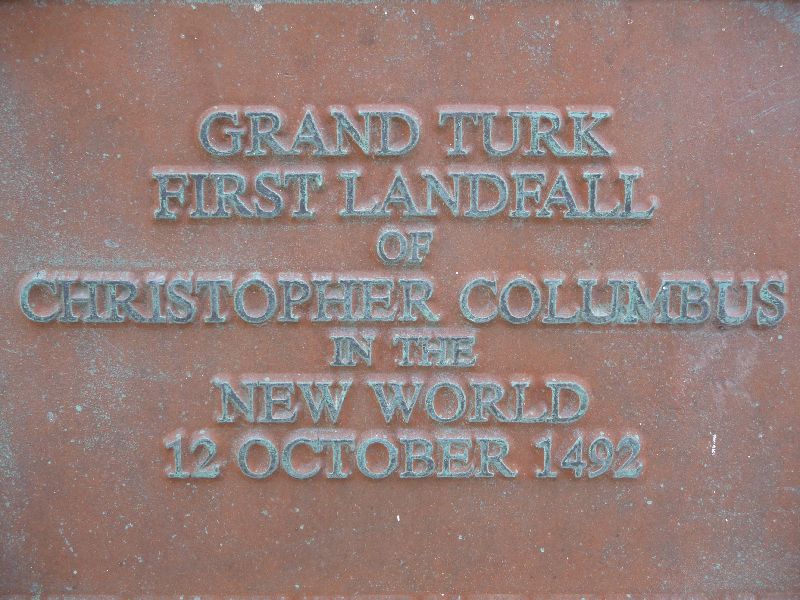 GRAND TURK
FIRST LANDFALL
OF
CHRISTOPHER COLUMBUS
IN THE
NEW WORLD
12 OCTOBER 1492